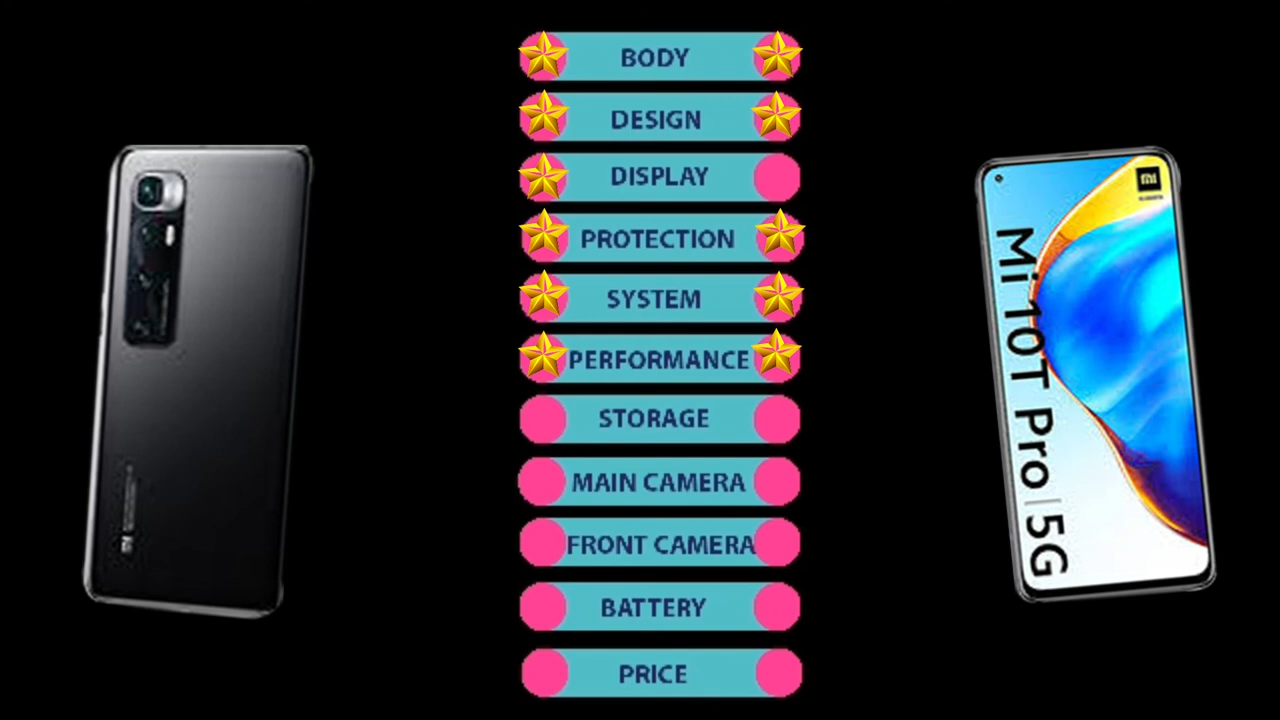 BODY
DESIGN
DISPLAY
PROTECTION
SYSTEM
PERFORMANCE
STORAGE
MAIN CAMERA
FRONT CAMERA
BATTERY
PRICE
Mi 10T Pro | 5G